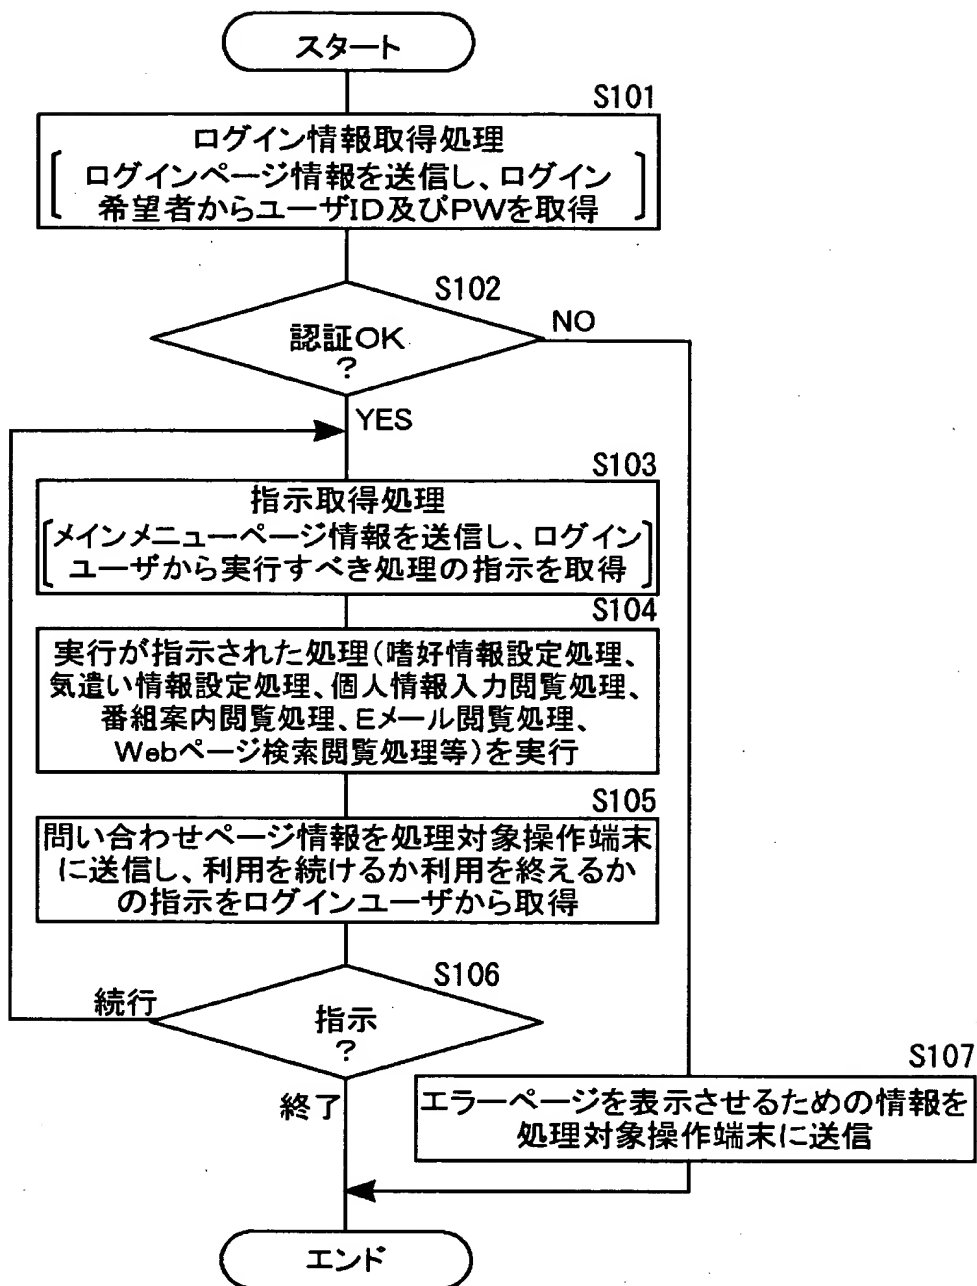 スタート
S101
ログイン情報取得処理
ログインページ情報を送信し、ログイン
希望者からユーザID及びPWを取得
S102
認証OK
?
NO
YES
S103
指示取得処理
メインメニューページ情報を送信し、ログイン
ユーザから実行すべき処理の指示を取得
S104
実行が指示された処理(嗜好情報設定処理、
気遣い情報設定処理、個人情報入力閲覧処理、
番組案内閲覧処理、Eメール閲覧処理、
Webページ検索閲覧処理等)を実行
S105
問い合わせページ情報を処理対象操作端末
に送信し、利用を続けるか利用を終えるか
の指示をログインユーザから取得
S106
続行
指示
?
終了
S107
エラーページを表示させるための情報を
処理対象操作端末に送信
エンド